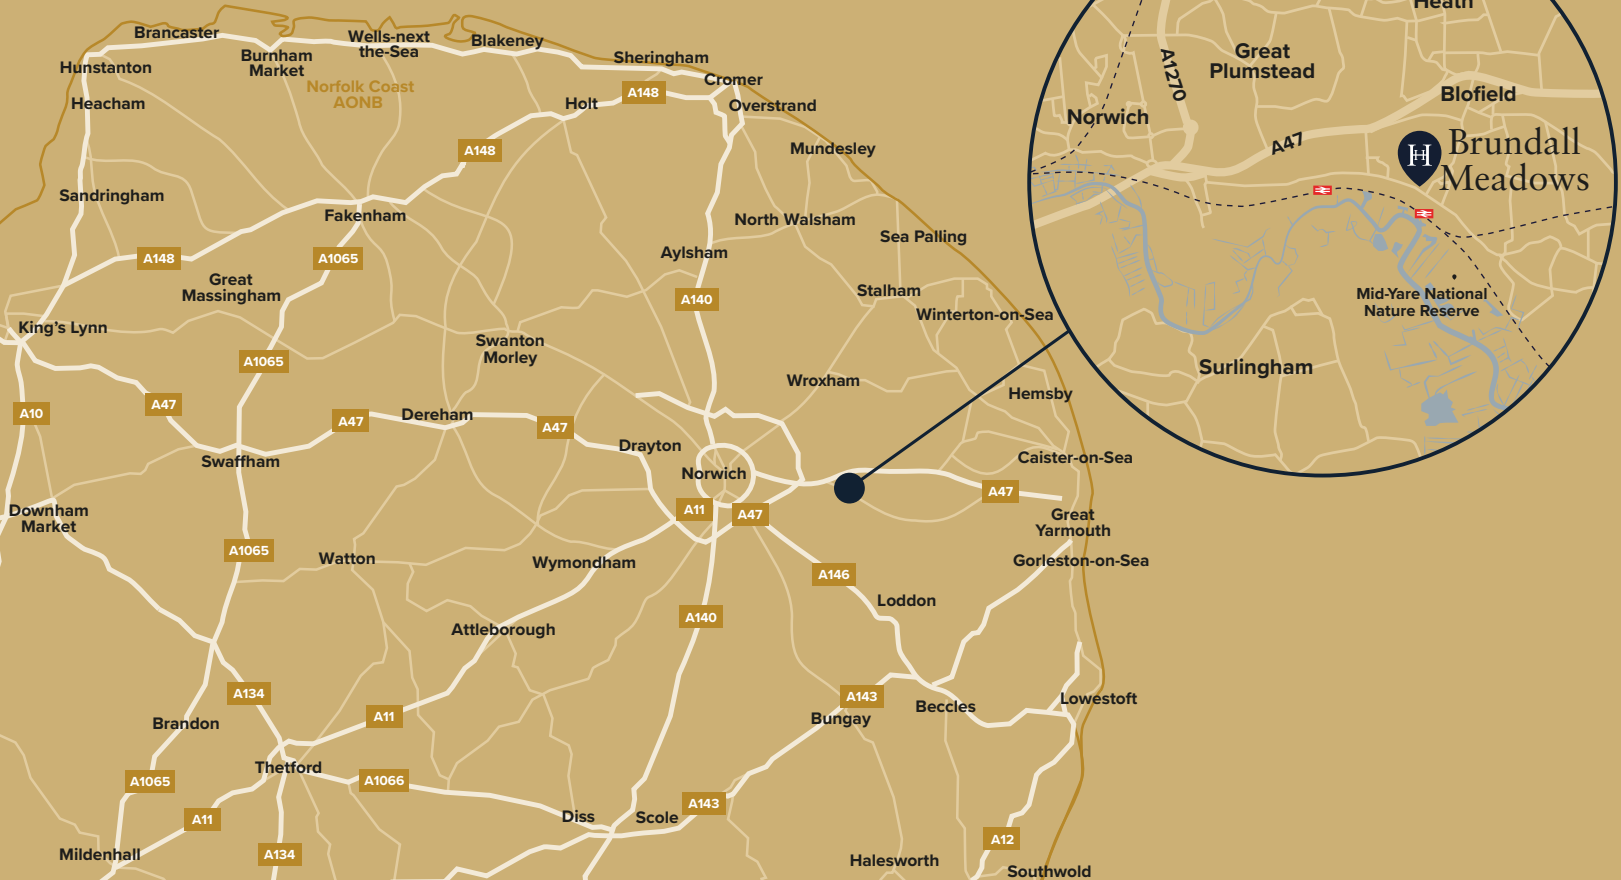 Brancaster
Wells-next
the-Sea
Blakeney
Hunstanton
Burnham
Market
Sheringham
Cromer
Norfolk Coast
AONB
Heacham
Holt
A148
Overstrand
A148
Mundesley
Sandringham
Fakenham
North Walsham
Sea Palling
A148
A1065
Aylsham
Great
Massingham
A140
Stalham
Winterton-on-Sea
King's Lynn
Swanton
Morley
A1065
Wroxham
Hemsby
A10
A47
A47
Dereham
A47
Drayton
Norwich
Swaffham
Caister-on-Sea
A47
Downham
Market
A11
A47
Great
Yarmouth
A1065
Watton
Wymondham
Gorleston-on-Sea
A146
Loddon
A140
Attleborough
A134
A11
A143
Bungay
Beccles
Lowestoft
Brandon
Thetford
A1065
A1066
A11
Diss
Scole
A143
A12
Mildenhall
A134
Halesworth
Southwold
Heath
Great
Plumstead
A1270
Norwich
Blofield
A47
H
Brundall
Meadows
Mid-Yare National
Nature Reserve
Surlingham